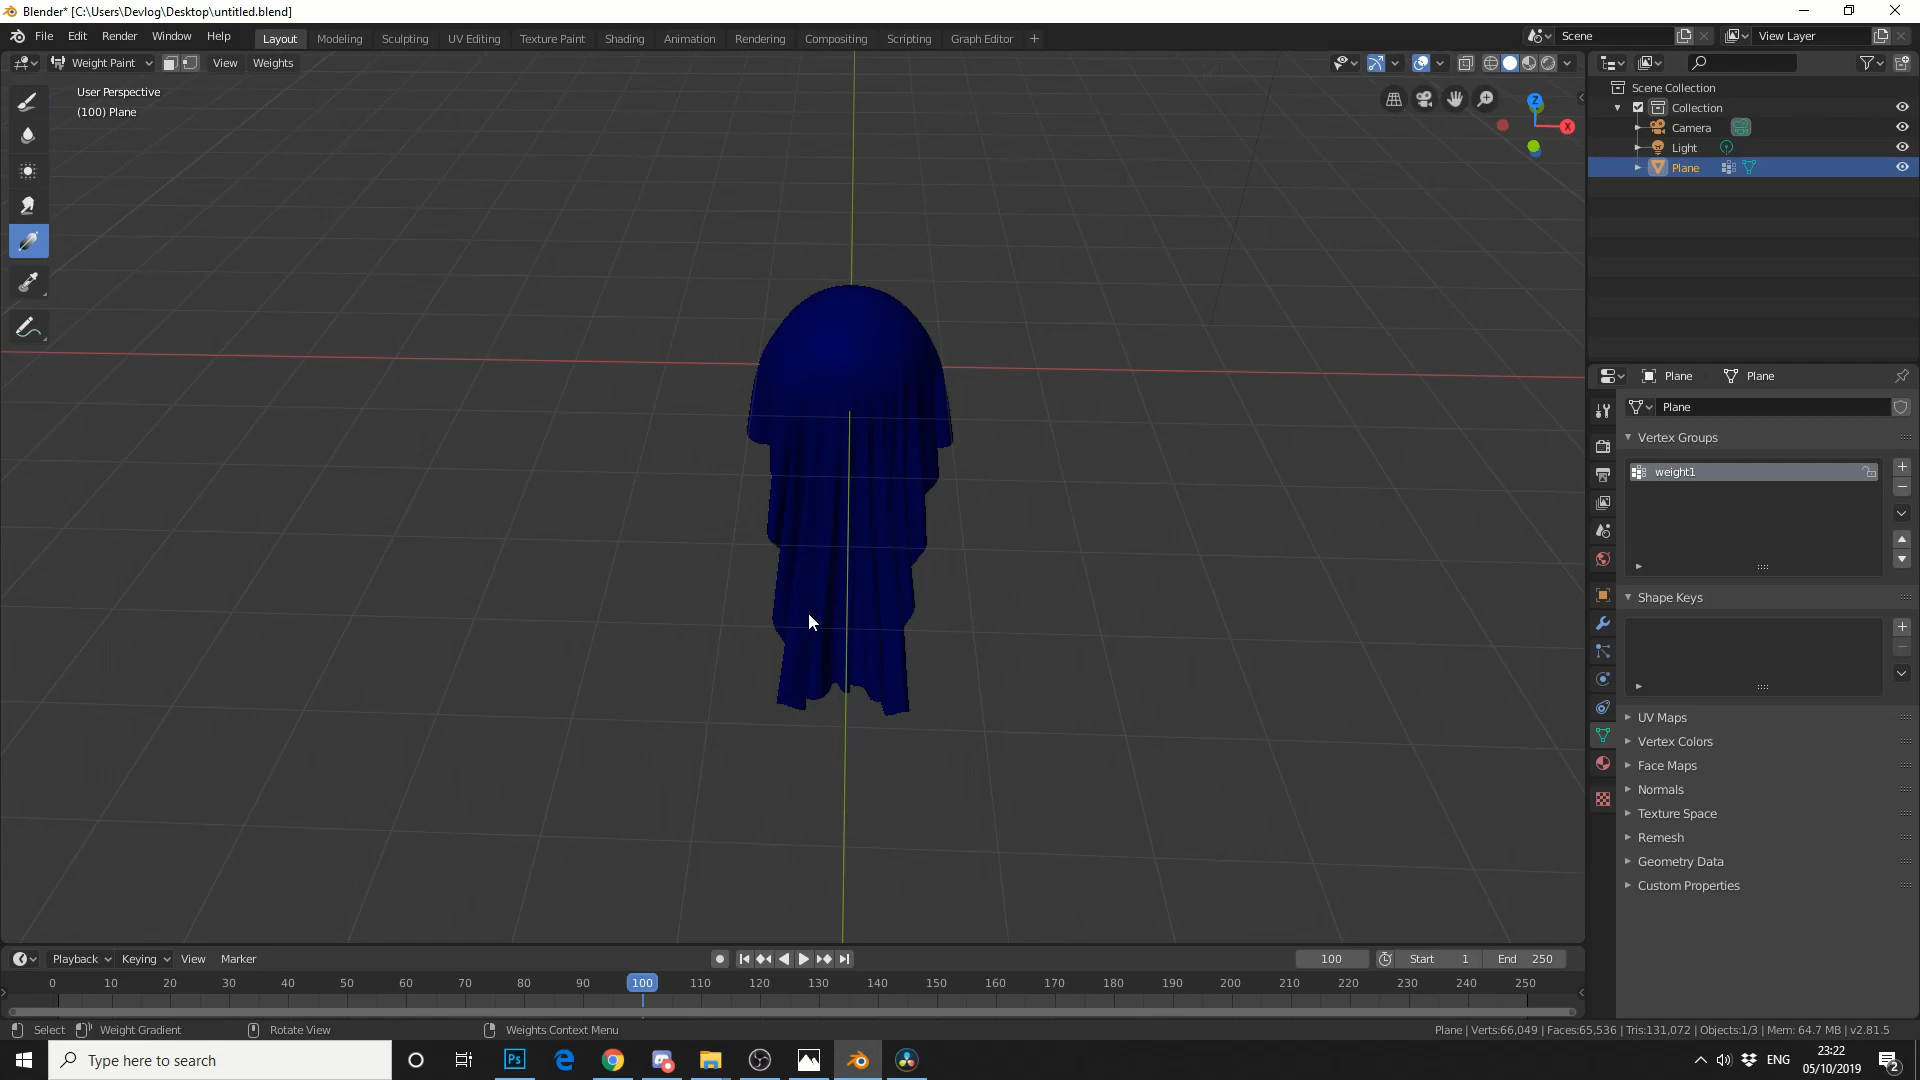 Blender* [C:\Users\Devlog\Desktop\untitled.blend]
File Edit Render Window Help Layout Modeling Sculpting UV Editing Texture Paint Shading Animation Rendering Compositing Scripting Graph Editor + Scene View Layer
Weight Paint View Weights
User Perspective
(100) Plane
Z
X
Scene Collection
Collection
Camera
Light
Plane
Plane Plane
Plane
Vertex Groups
weight1
Shape Keys
UV Maps
Vertex Colors
Face Maps
Normals
Texture Space
Remesh
Geometry Data
Custom Properties
Playback Keying View Marker 100 Start 1 End 250
0 10 20 30 40 50 60 70 80 90 100 110 120 130 140 150 160 170 180 190 200 210 220 230 240 250
Select Weight Gradient Rotate View Weights Context Menu Plane | Verts:66,049 | Faces:65,536 | Tris:131,072 | Objects:1/3 | Mem: 64.7 MB | v2.81.5
Type here to search Ps ENG 23:22
05/10/2019
2